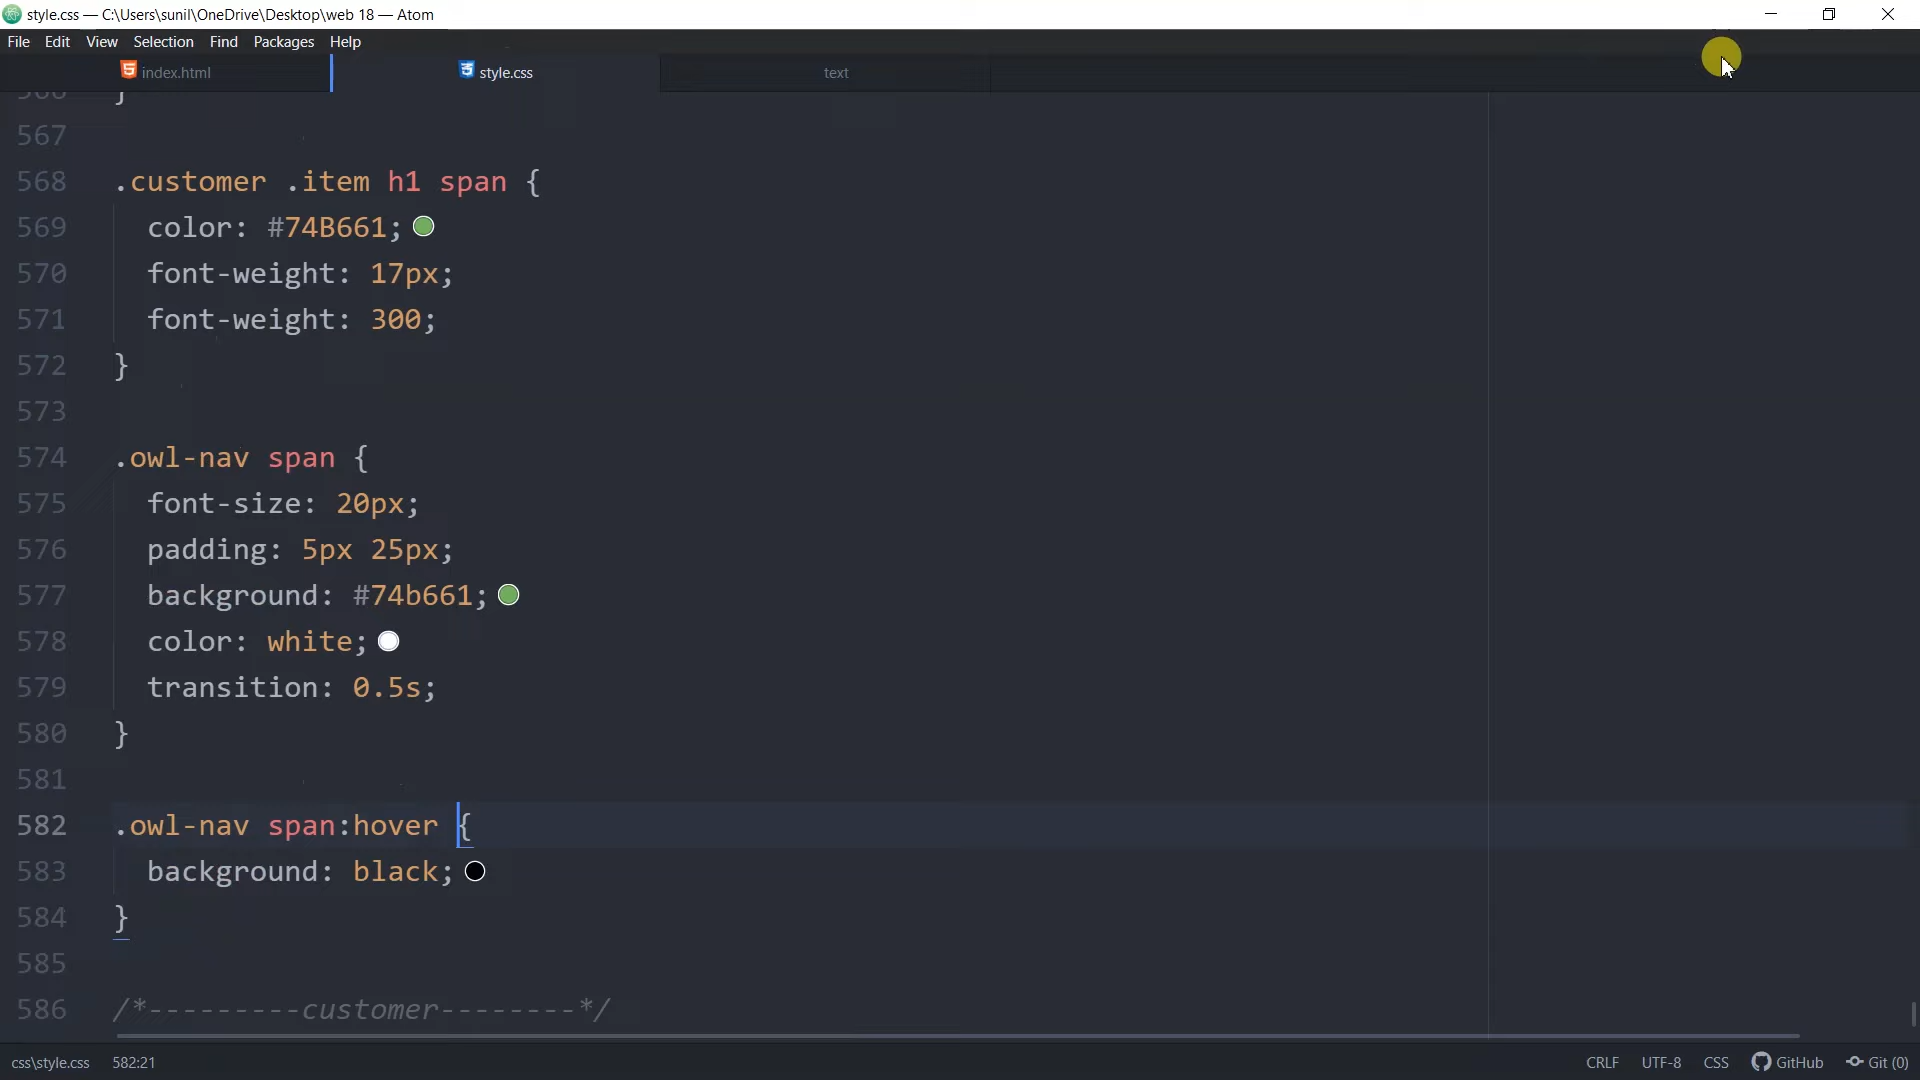 style.css — C:\Users\sunil\OneDrive\Desktop\web 18 — Atom
File Edit View Selection Find Packages Help
index.html style.css text
566 }
567
568 .customer .item h1 span {
569 color: #74B661;
570 font-weight: 17px;
571 font-weight: 300;
572 }
573
574 .owl-nav span {
575 font-size: 20px;
576 padding: 5px 25px;
577 background: #74b661;
578 color: white;
579 transition: 0.5s;
580 }
581
582 .owl-nav span:hover {
583 background: black;
584 }
585
586 /*---------customer--------*/
css\style.css 582:21 CRLF UTF-8 CSS GitHub Git (0)